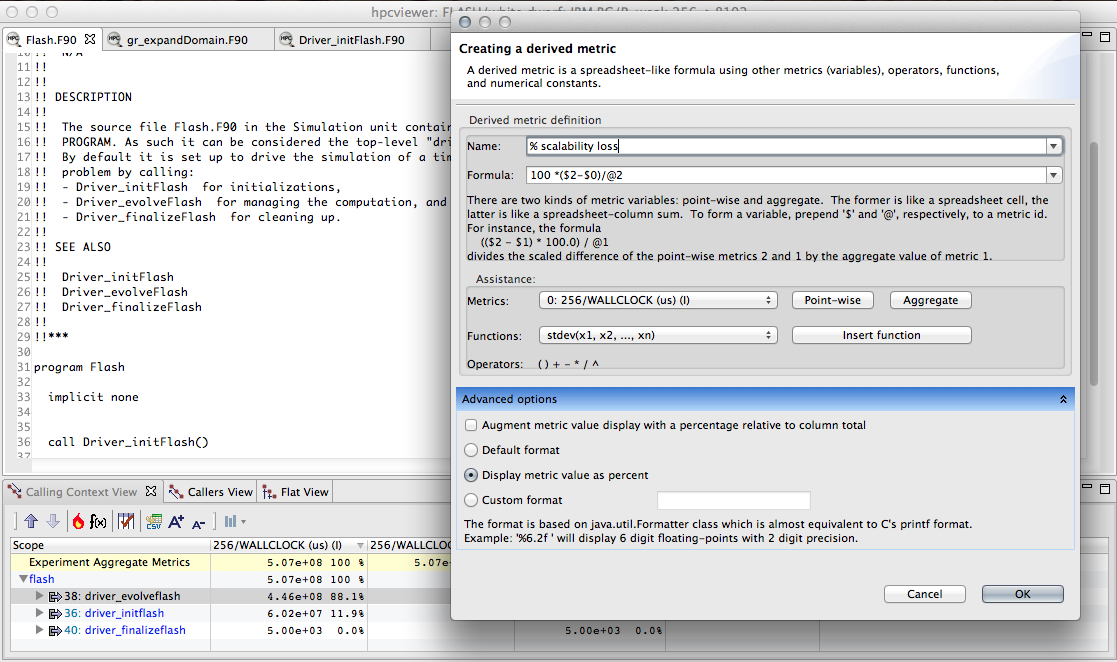 hpcviewer: FLASH/white dwarf: IBM BG/P, weak 256 -> 8192
Flash.F90
gr_expandDomain.F90
Driver_initFlash.F90
10 !! N/A
11 !!
12 !!
13 !! DESCRIPTION
14 !!
15 !!  The source file Flash.F90 in the Simulation unit contai
16 !!  PROGRAM. As such it can be considered the top-level "dri
17 !!  By default it is set up to drive the simulation of a tim
18 !!  problem by calling:
19 !!  - Driver_initFlash  for initializations,
20 !!  - Driver_evolveFlash  for managing the computation, and
21 !!  - Driver_finalizeFlash  for cleaning up.
22 !!
23 !! SEE ALSO
24 !!
25 !!  Driver_initFlash
26 !!  Driver_evolveFlash
27 !!  Driver_finalizeFlash
28 !!
29 !!***
30
31 program Flash
32
33   implicit none
34
35
36   call Driver_initFlash()
37
Creating a derived metric
A derived metric is a spreadsheet-like formula using other metrics (variables), operators, functions,
and numerical constants.
Derived metric definition
Name: % scalability loss
Formula: 100 *($2-$0)/@2
There are two kinds of metric variables: point-wise and aggregate.  The former is like a spreadsheet cell, the
latter is like a spreadsheet-column sum.  To form a variable, prepend '$' and '@', respectively, to a metric id.
For instance, the formula
(($2 - $1) * 100.0) / @1
divides the scaled difference of the point-wise metrics 2 and 1 by the aggregate value of metric 1.
Assistance:
Metrics: 0: 256/WALLCLOCK (us) (I) Point-wise Aggregate
Functions: stdev(x1, x2, ..., xn) Insert function
Operators: ( ) + - * / ^
Advanced options
Augment metric value display with a percentage relative to column total
Default format
Display metric value as percent
Custom format
The format is based on java.util.Formatter class which is almost equivalent to C's printf format.
Example: '%6.2f ' will display 6 digit floating-points with 2 digit precision.
Cancel OK
Calling Context View
Callers View
Flat View
f(x) CSV A+ A-
Scope 256/WALLCLOCK (us) (I) 256/WALLCLO
Experiment Aggregate Metrics 5.07e+08 100 % 5.07e
flash 5.07e+08 100 %
38: driver_evolveflash 4.46e+08 88.1%
36: driver_initflash 6.02e+07 11.9%
40: driver_finalizeflash 5.00e+03 0.0% 5.00e+03 0.0%